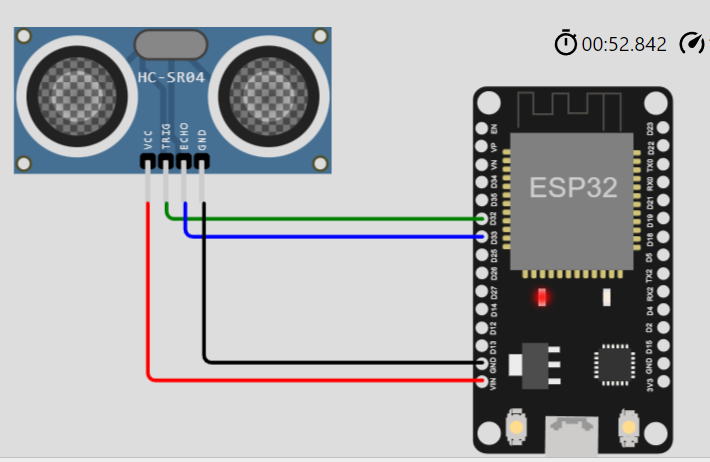 00:52.842
HC-SR04
VCC
TRIG
ECHO
GND
ESP32
EN
VP
VN
D34
D35
D32
D33
D25
D26
D27
D14
D12
D13
GND
VIN
D23
D22
TX0
RX0
D21
D19
D18
D5
TX2
RX2
D4
D2
D15
GND
3V3